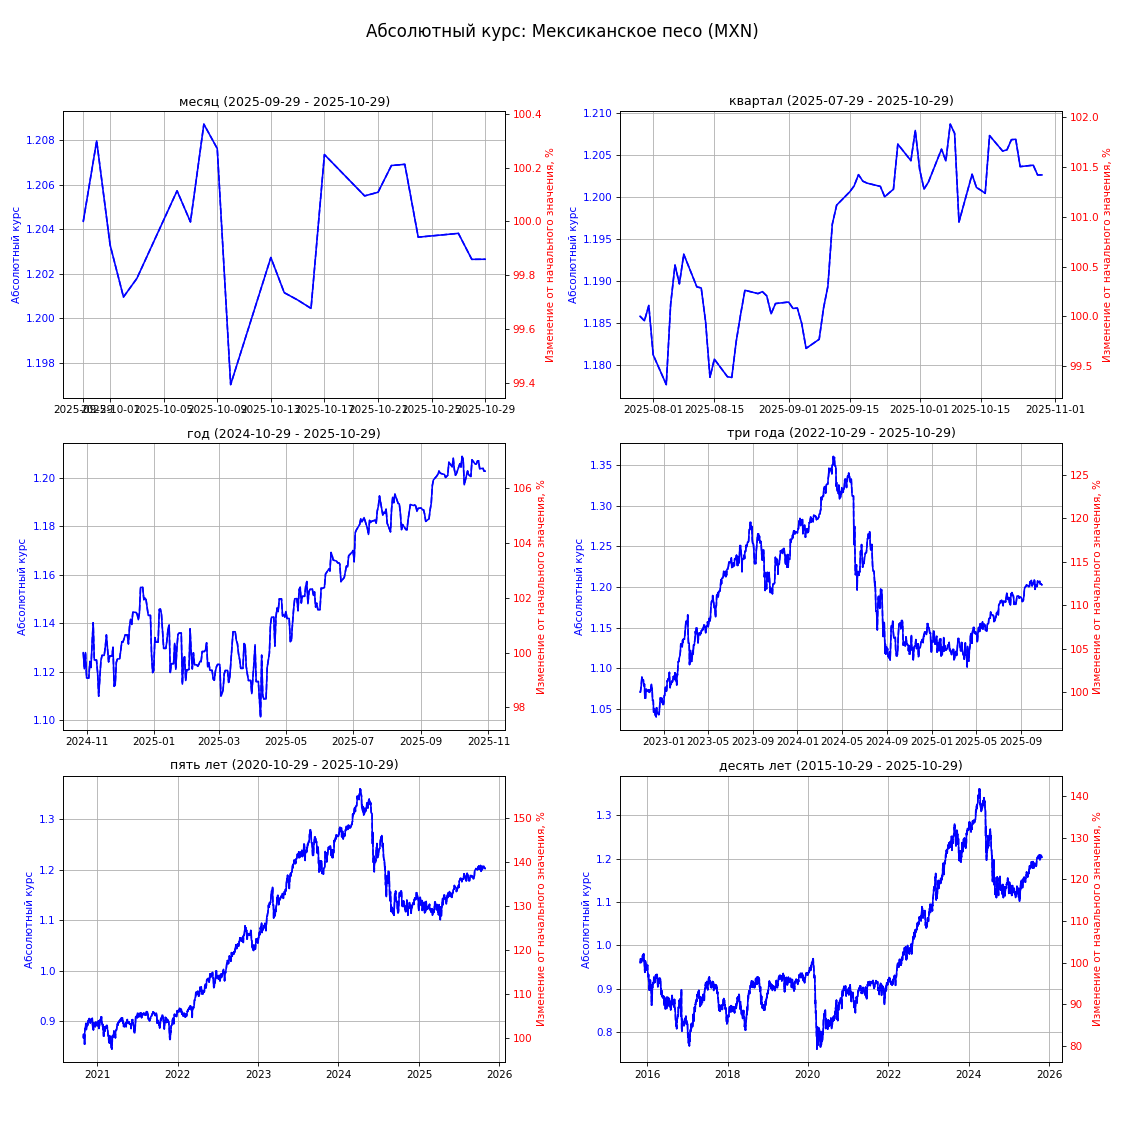 Абсолютный курс: Мексиканское песо (MXN)
месяц (2025-09-29 - 2025-10-29)
Абсолютный курс
1.208
1.206
1.204
1.202
1.200
1.198
100.4
100.2
100.0
99.8
99.6
99.4
Изменение от начального значения, %
2025-09-29 2025-10-01 2025-10-05 2025-10-09 2025-10-13 2025-10-17 2025-10-21 2025-10-25 2025-10-29
квартал (2025-07-29 - 2025-10-29)
Абсолютный курс
1.210
1.205
1.200
1.195
1.190
1.185
1.180
102.0
101.5
101.0
100.5
100.0
99.5
Изменение от начального значения, %
2025-08-01 2025-08-15 2025-09-01 2025-09-15 2025-10-01 2025-10-15 2025-11-01
год (2024-10-29 - 2025-10-29)
Абсолютный курс
1.20
1.18
1.16
1.14
1.12
1.10
106
104
102
100
98
Изменение от начального значения, %
2024-11 2025-01 2025-03 2025-05 2025-07 2025-09 2025-11
три года (2022-10-29 - 2025-10-29)
Абсолютный курс
1.35
1.30
1.25
1.20
1.15
1.10
1.05
125
120
115
110
105
100
Изменение от начального значения, %
2023-01 2023-05 2023-09 2024-01 2024-05 2024-09 2025-01 2025-05 2025-09
пять лет (2020-10-29 - 2025-10-29)
Абсолютный курс
1.3
1.2
1.1
1.0
0.9
150
140
130
120
110
100
Изменение от начального значения, %
2021 2022 2023 2024 2025 2026
десять лет (2015-10-29 - 2025-10-29)
Абсолютный курс
1.3
1.2
1.1
1.0
0.9
0.8
140
130
120
110
100
90
80
Изменение от начального значения, %
2016 2018 2020 2022 2024 2026